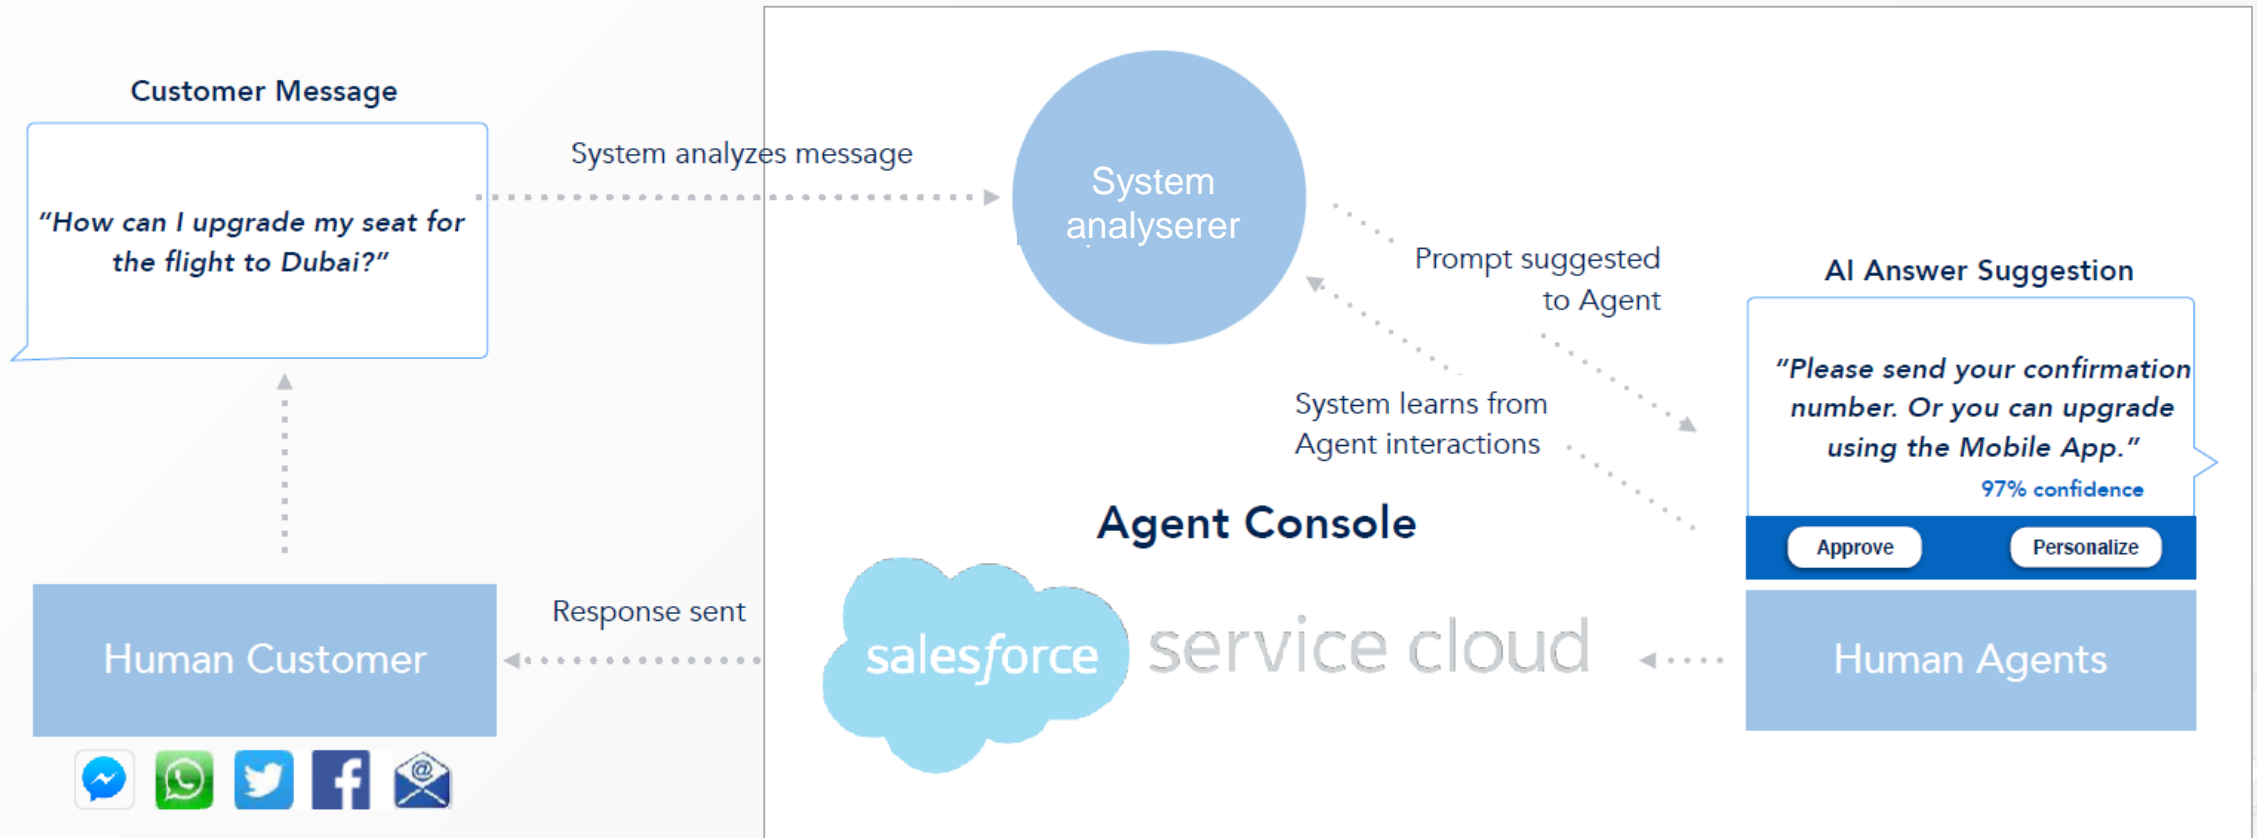 Customer Message
“How can I upgrade my seat for
the flight to Dubai?”
System analyzes message
System
analyserer
Prompt suggested
to Agent
System learns from
Agent interactions
AI Answer Suggestion
“Please send your confirmation
number. Or you can upgrade
using the Mobile App.”
97% confidence
Approve
Personalize
Agent Console
salesforce
service cloud
Response sent
Human Customer
Human Agents